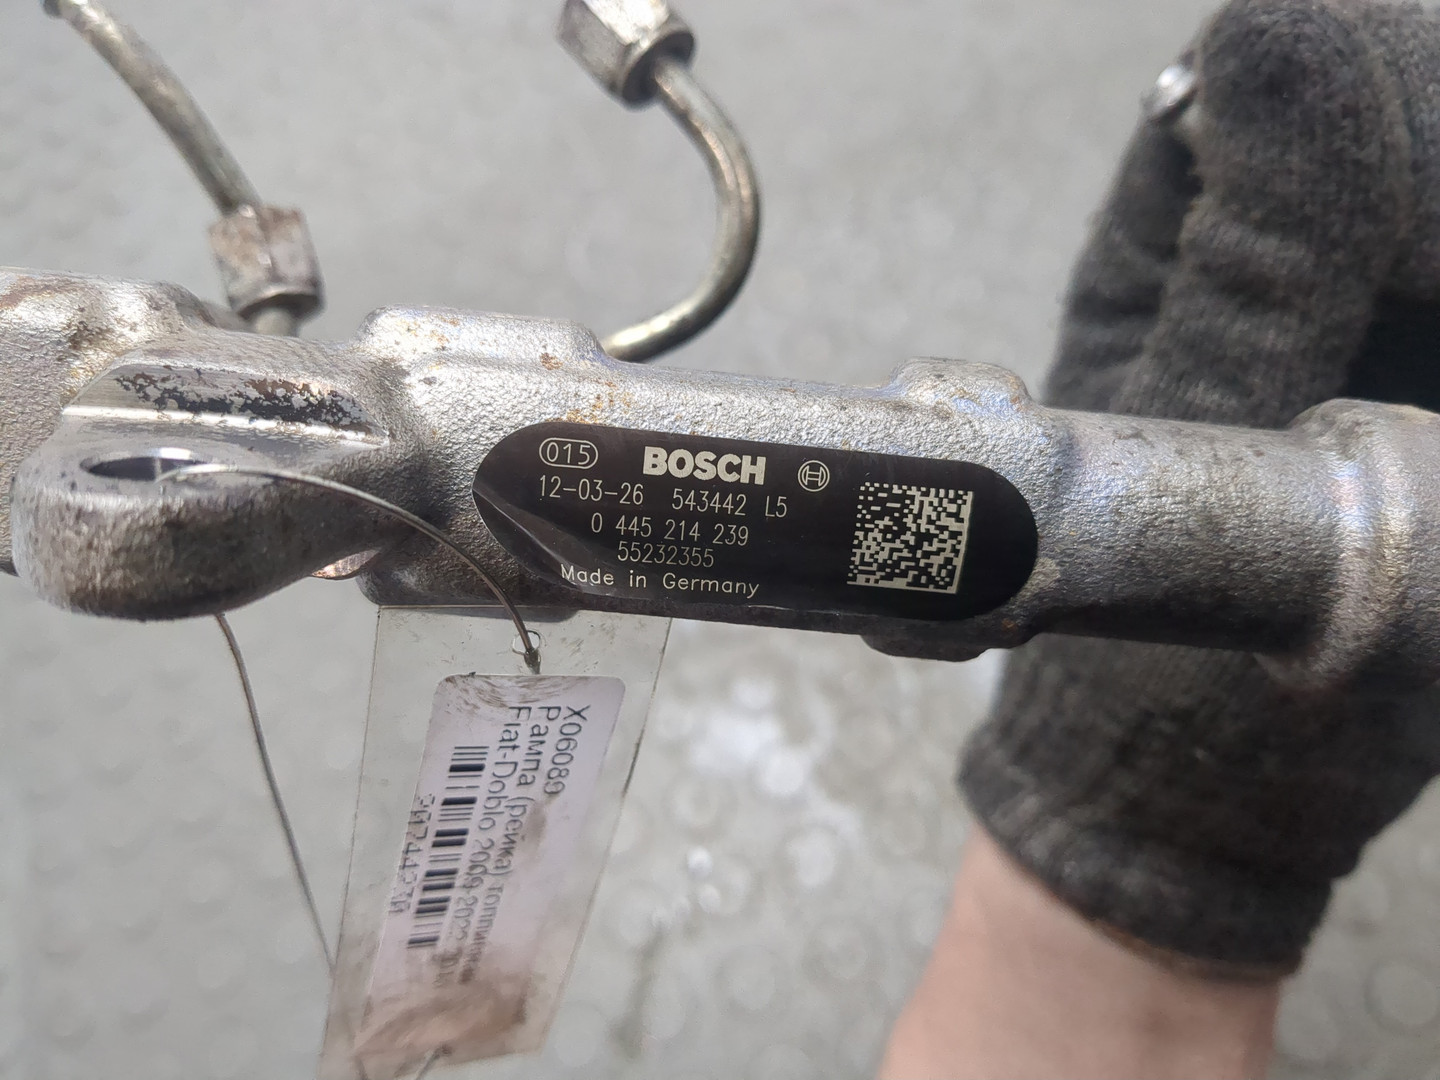 015 BOSCH
12-03-26 543442 L5
0 445 214 239
55232355
Made in Germany
X06089
Рампа (рейка) топливная
Fiat-Doblo 2009-2022